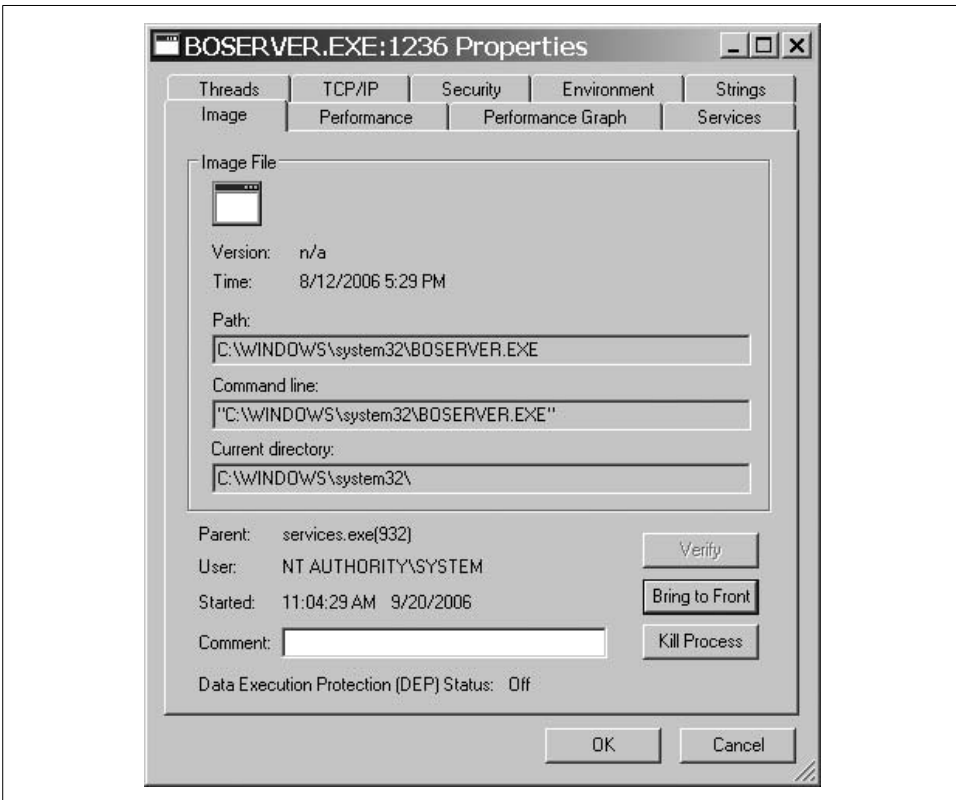 BOSERVER.EXE:1236 Properties
Threads TCP/IP Security Environment Strings
Image Performance Performance Graph Services
Image File
Version: n/a
Time: 8/12/2006 5:29 PM
Path:
C:\WINDOWS\system32\BOSERVER.EXE
Command line:
"C:\WINDOWS\system32\BOSERVER.EXE"
Current directory:
C:\WINDOWS\system32\
Parent: services.exe(932)
Verify
User: NT AUTHORITY\SYSTEM
Bring to Front
Started: 11:04:29 AM 9/20/2006
Comment:
Kill Process
Data Execution Protection (DEP) Status: Off
OK Cancel